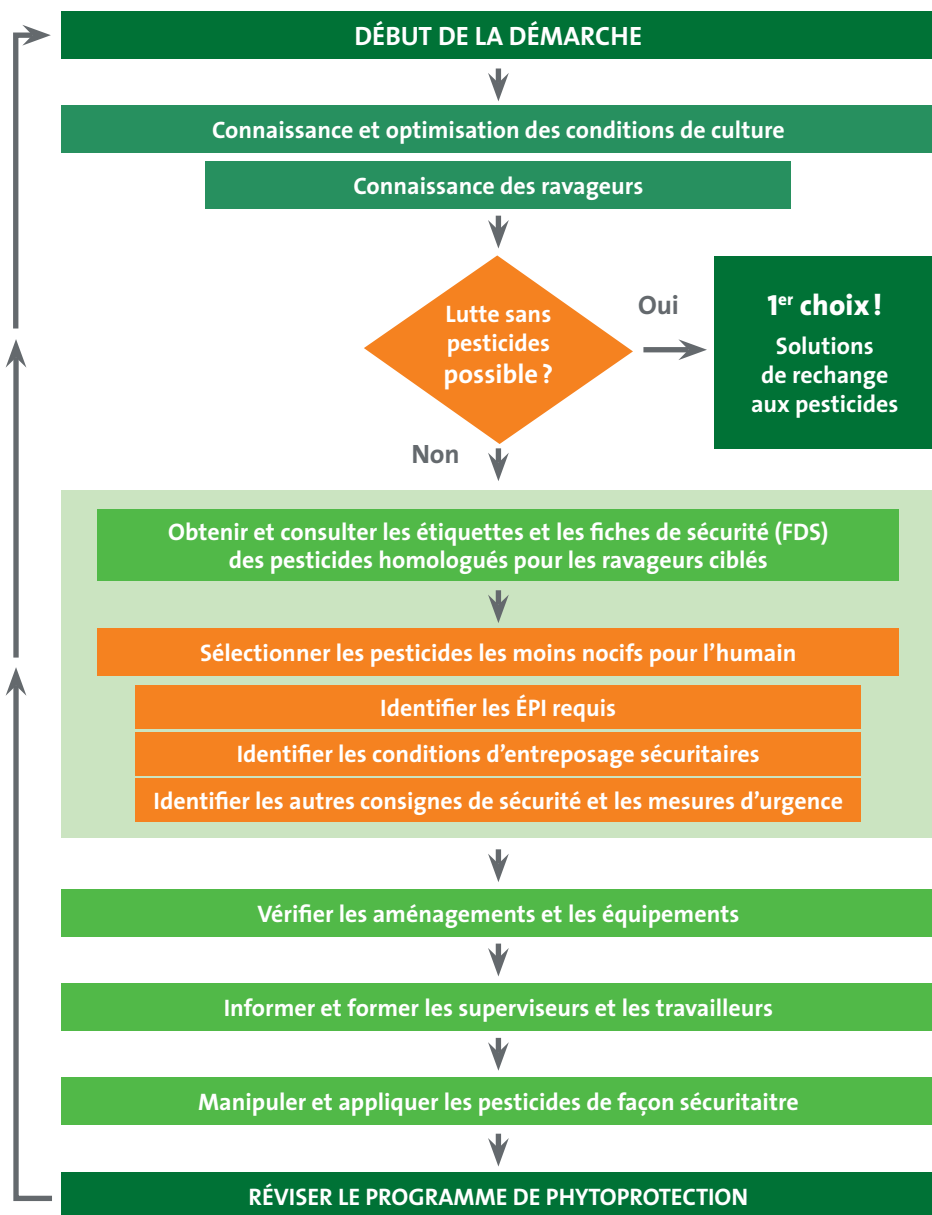 DÉBUT DE LA DÉMARCHE
Connaissance et optimisation des conditions de culture
Connaissance des ravageurs
Lutte sans
pesticides
possible ?
Oui
1er choix !
Solutions
de rechange
aux pesticides
Non
Obtenir et consulter les étiquettes et les fiches de sécurité (FDS)
des pesticides homologués pour les ravageurs ciblés
Sélectionner les pesticides les moins nocifs pour l'humain
Identifier les ÉPI requis
Identifier les conditions d'entreposage sécuritaires
Identifier les autres consignes de sécurité et les mesures d'urgence
Vérifier les aménagements et les équipements
Informer et former les superviseurs et les travailleurs
Manipuler et appliquer les pesticides de façon sécuritaitre
RÉVISER LE PROGRAMME DE PHYTOPROTECTION